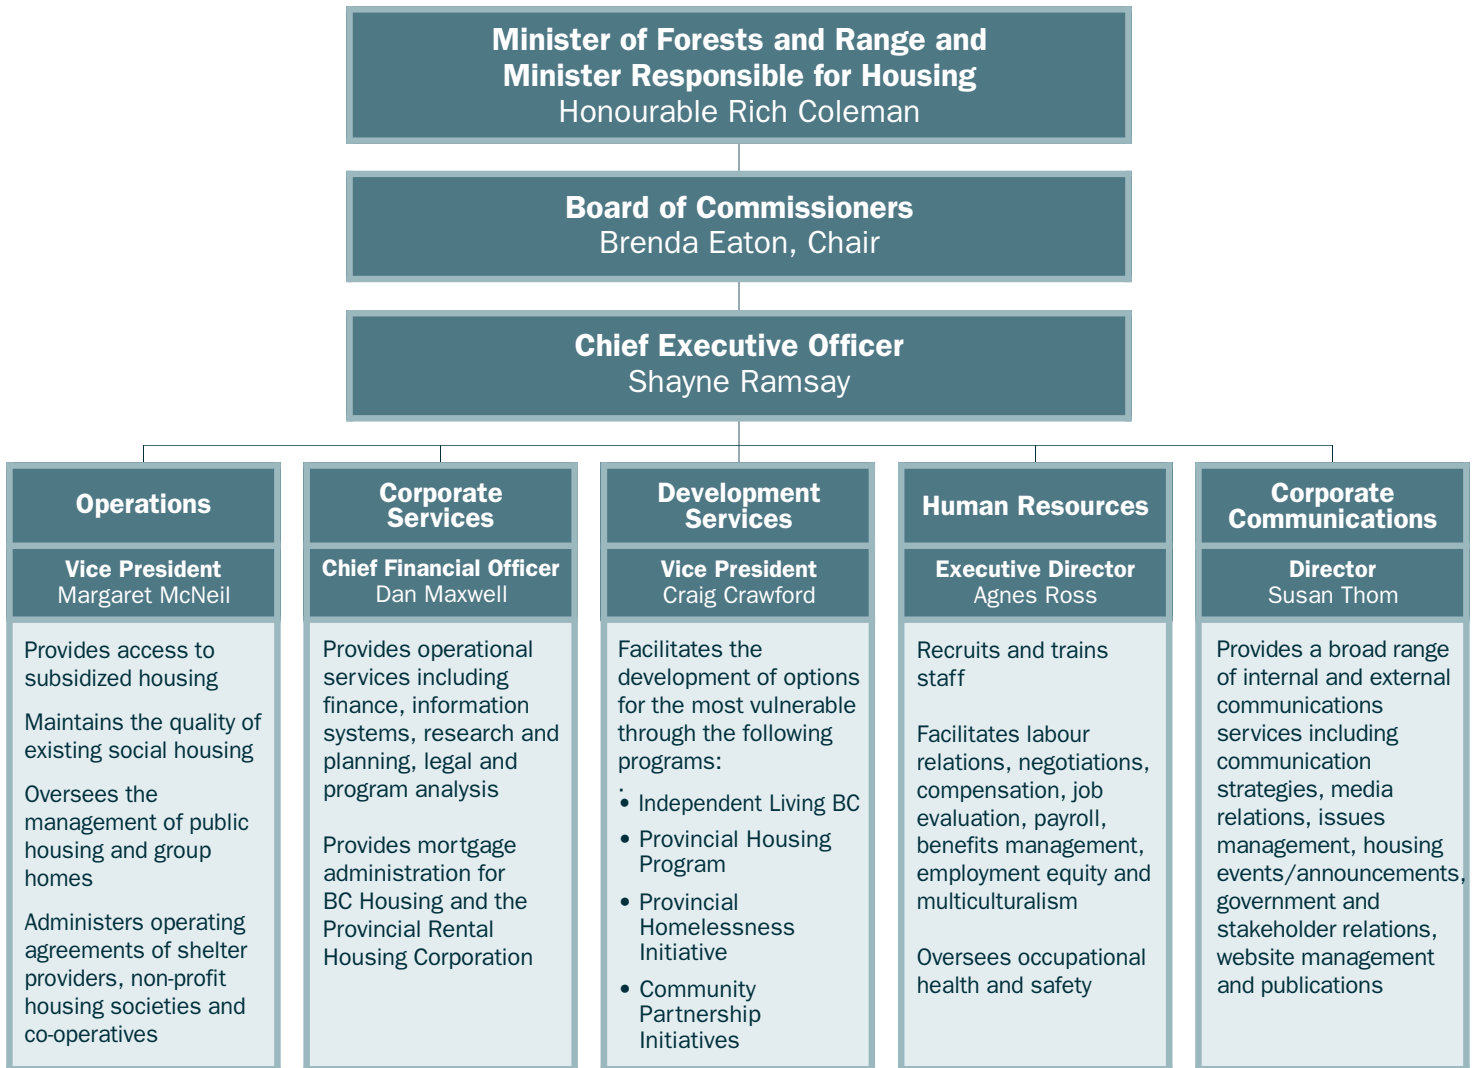 Minister of Forests and Range and
Minister Responsible for Housing
Honourable Rich Coleman
Board of Commissioners
Brenda Eaton, Chair
Chief Executive Officer
Shayne Ramsay
Operations
Vice President
Margaret McNeil
Provides access to
subsidized housing
Maintains the quality of
existing social housing
Oversees the
management of public
housing and group
homes
Administers operating
agreements of shelter
providers, non-profit
housing societies and
co-operatives
Corporate
Services
Chief Financial Officer
Dan Maxwell
Provides operational
services including
finance, information
systems, research and
planning, legal and
program analysis
Provides mortgage
administration for
BC Housing and the
Provincial Rental
Housing Corporation
Development
Services
Vice President
Craig Crawford
Facilitates the
development of options
for the most vulnerable
through the following
programs:
.
• Independent Living BC
• Provincial Housing
Program
• Provincial
Homelessness
Initiative
• Community
Partnership
Initiatives
Human Resources
Executive Director
Agnes Ross
Recruits and trains
staff
Facilitates labour
relations, negotiations,
compensation, job
evaluation, payroll,
benefits management,
employment equity and
multiculturalism
Oversees occupational
health and safety
Corporate
Communications
Director
Susan Thom
Provides a broad range
of internal and external
communications
services including
communication
strategies, media
relations, issues
management, housing
events/announcements,
government and
stakeholder relations,
website management
and publications